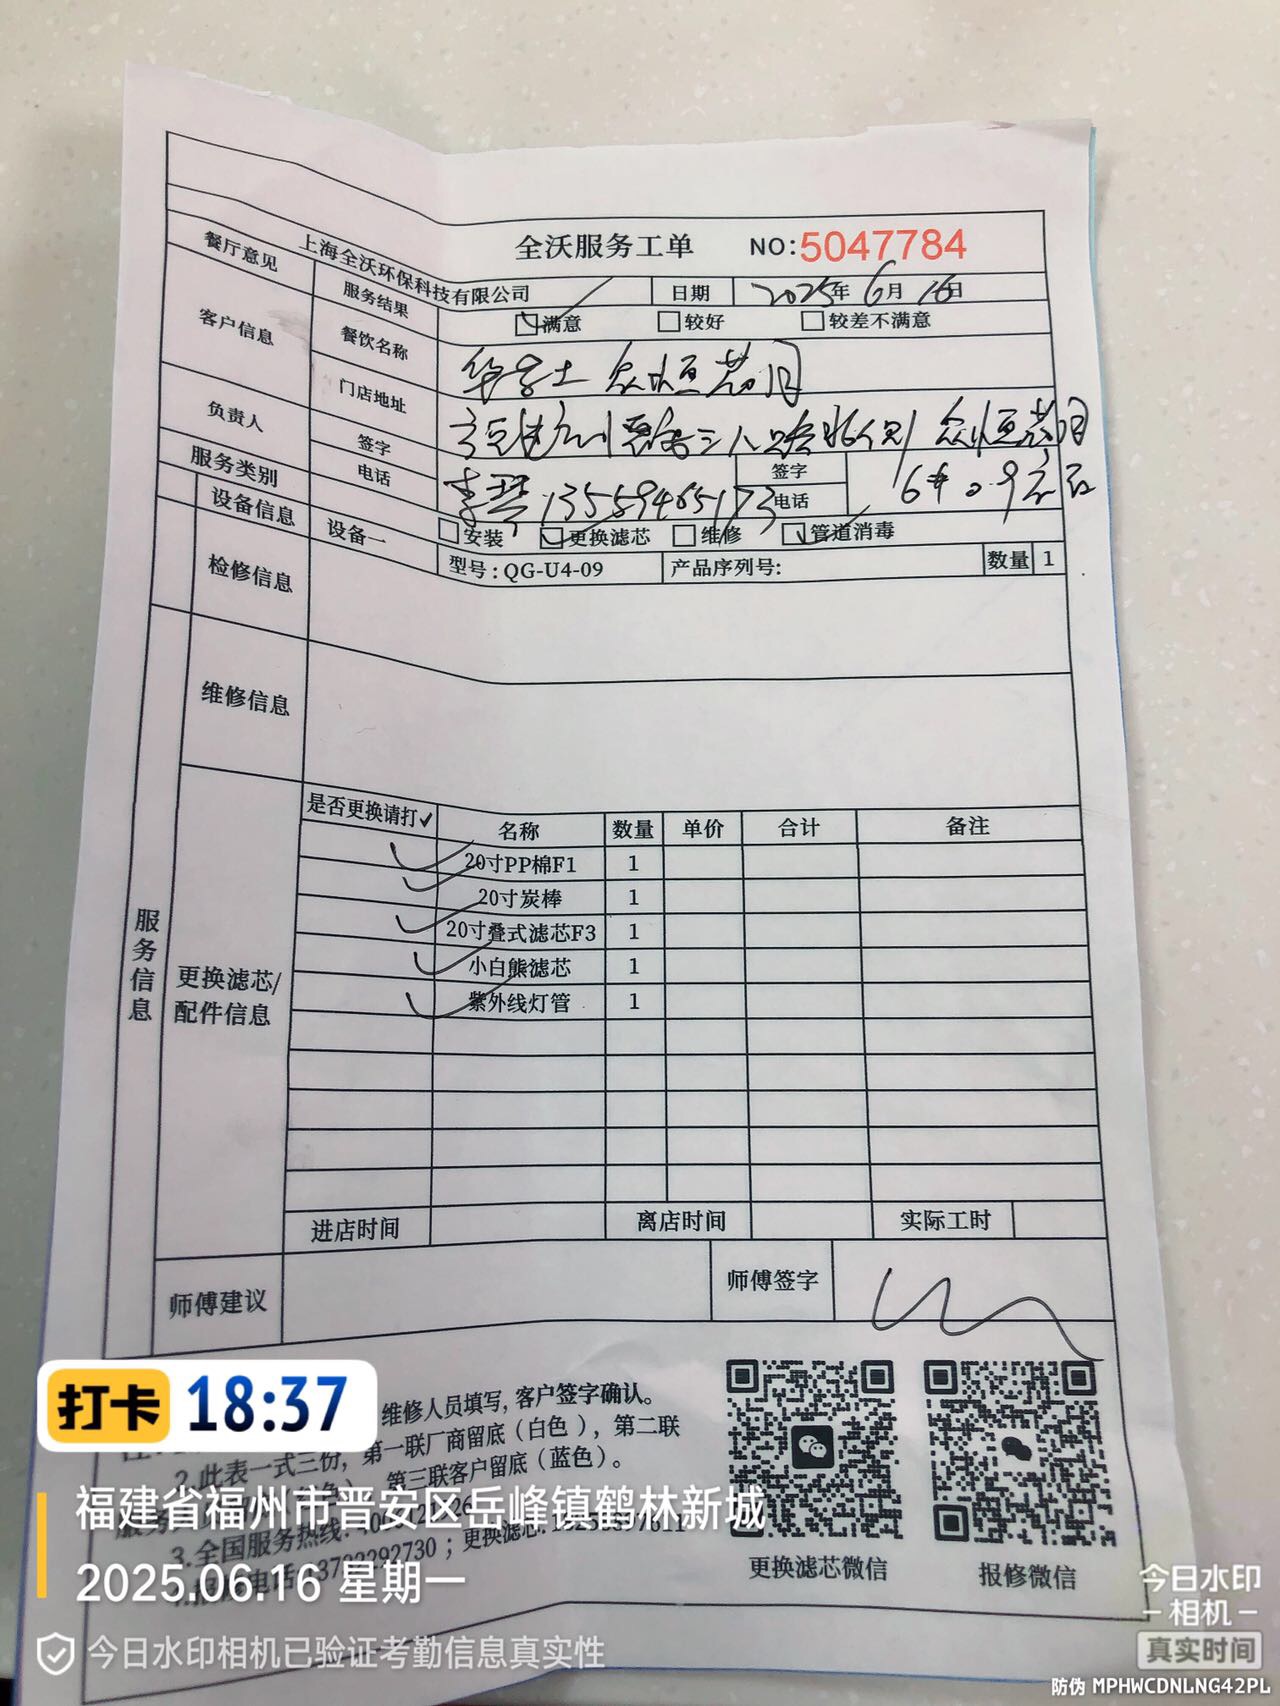 上海全沃环保科技有限公司
全沃服务工单
NO:5047784
日期 2025年6月16日
餐厅意见 服务结果 满意 较好 较差不满意
客户信息 餐饮名称 华莱士
门店地址
负责人 签字 签字
电话 13559465173 电话
服务类别 安装 更换滤芯 维修 管道消毒
设备信息 设备一 型号:QG-U4-09 产品序列号: 数量 1
检修信息
维修信息
服务信息
更换滤芯/
配件信息
是否更换请打✓ 名称 数量 单价 合计 备注
✓ 20寸PP棉F1 1
✓ 20寸炭棒 1
✓ 20寸叠式滤芯F3 1
✓ 小白熊滤芯 1
✓ 紫外线灯管 1
进店时间 离店时间 实际工时
师傅建议 师傅签字
维修人员填写,客户签字确认。
2.此表一式三份,第一联厂商留底(白色),第二联
第三联客户留底(蓝色)。
3.全国服务热线:
更换滤芯微信 报修微信
打卡 18:37
福建省福州市晋安区岳峰镇鹤林新城
2025.06.16 星期一
今日水印相机已验证考勤信息真实性
今日水印
-相机-
真实时间
防伪 MPHWCDNLNG42PL